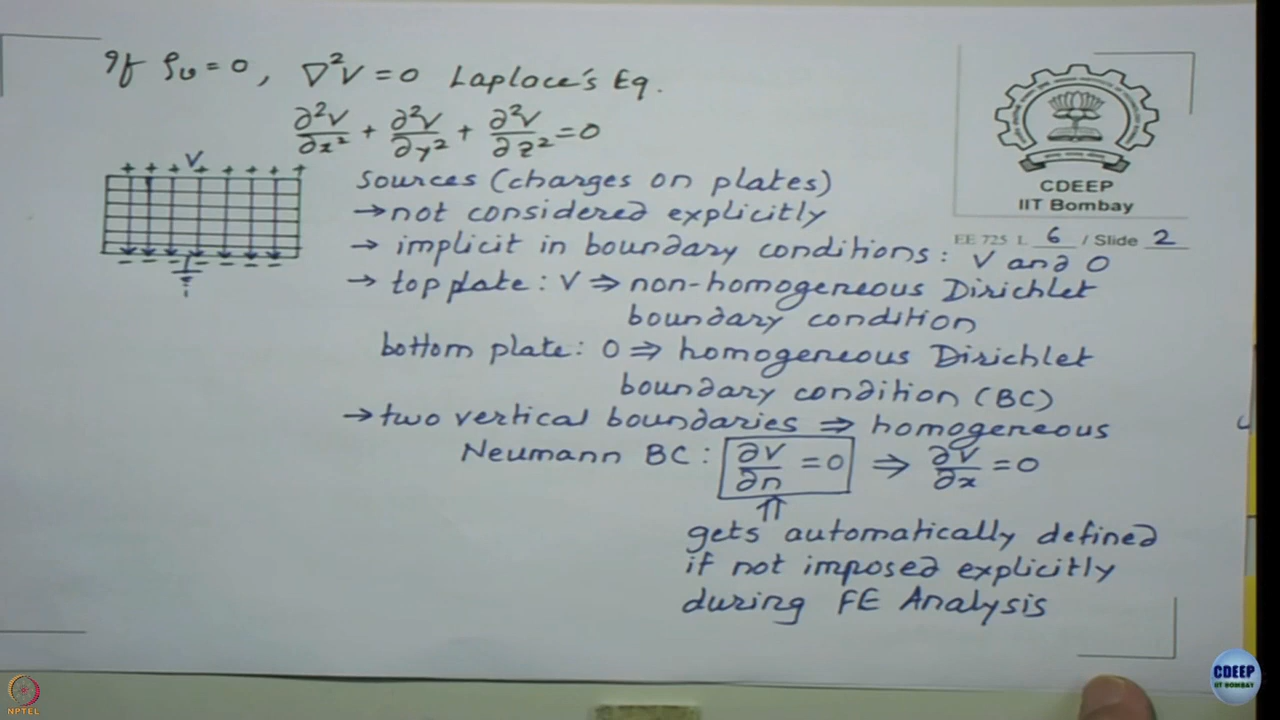 If ρv = 0, ∇²V = 0 Laplace's Eq.
∂²V/∂x² + ∂²V/∂y² + ∂²V/∂z² = 0
V
+ + + + + + + +
Sources (charges on plates)
→ not considered explicitly
→ implicit in boundary conditions: V and 0
→ top plate: V ⇒ non-homogeneous Dirichlet
boundary condition
bottom plate: 0 ⇒ homogeneous Dirichlet
boundary condition (BC)
→ two vertical boundaries ⇒ homogeneous
Neumann BC: ∂V/∂n = 0 ⇒ ∂V/∂x = 0
gets automatically defined
if not imposed explicitly
during FE Analysis
CDEEP
IIT Bombay
EE 725 L 6 / Slide 2
NPTEL
CDEEP
IIT BOMBAY